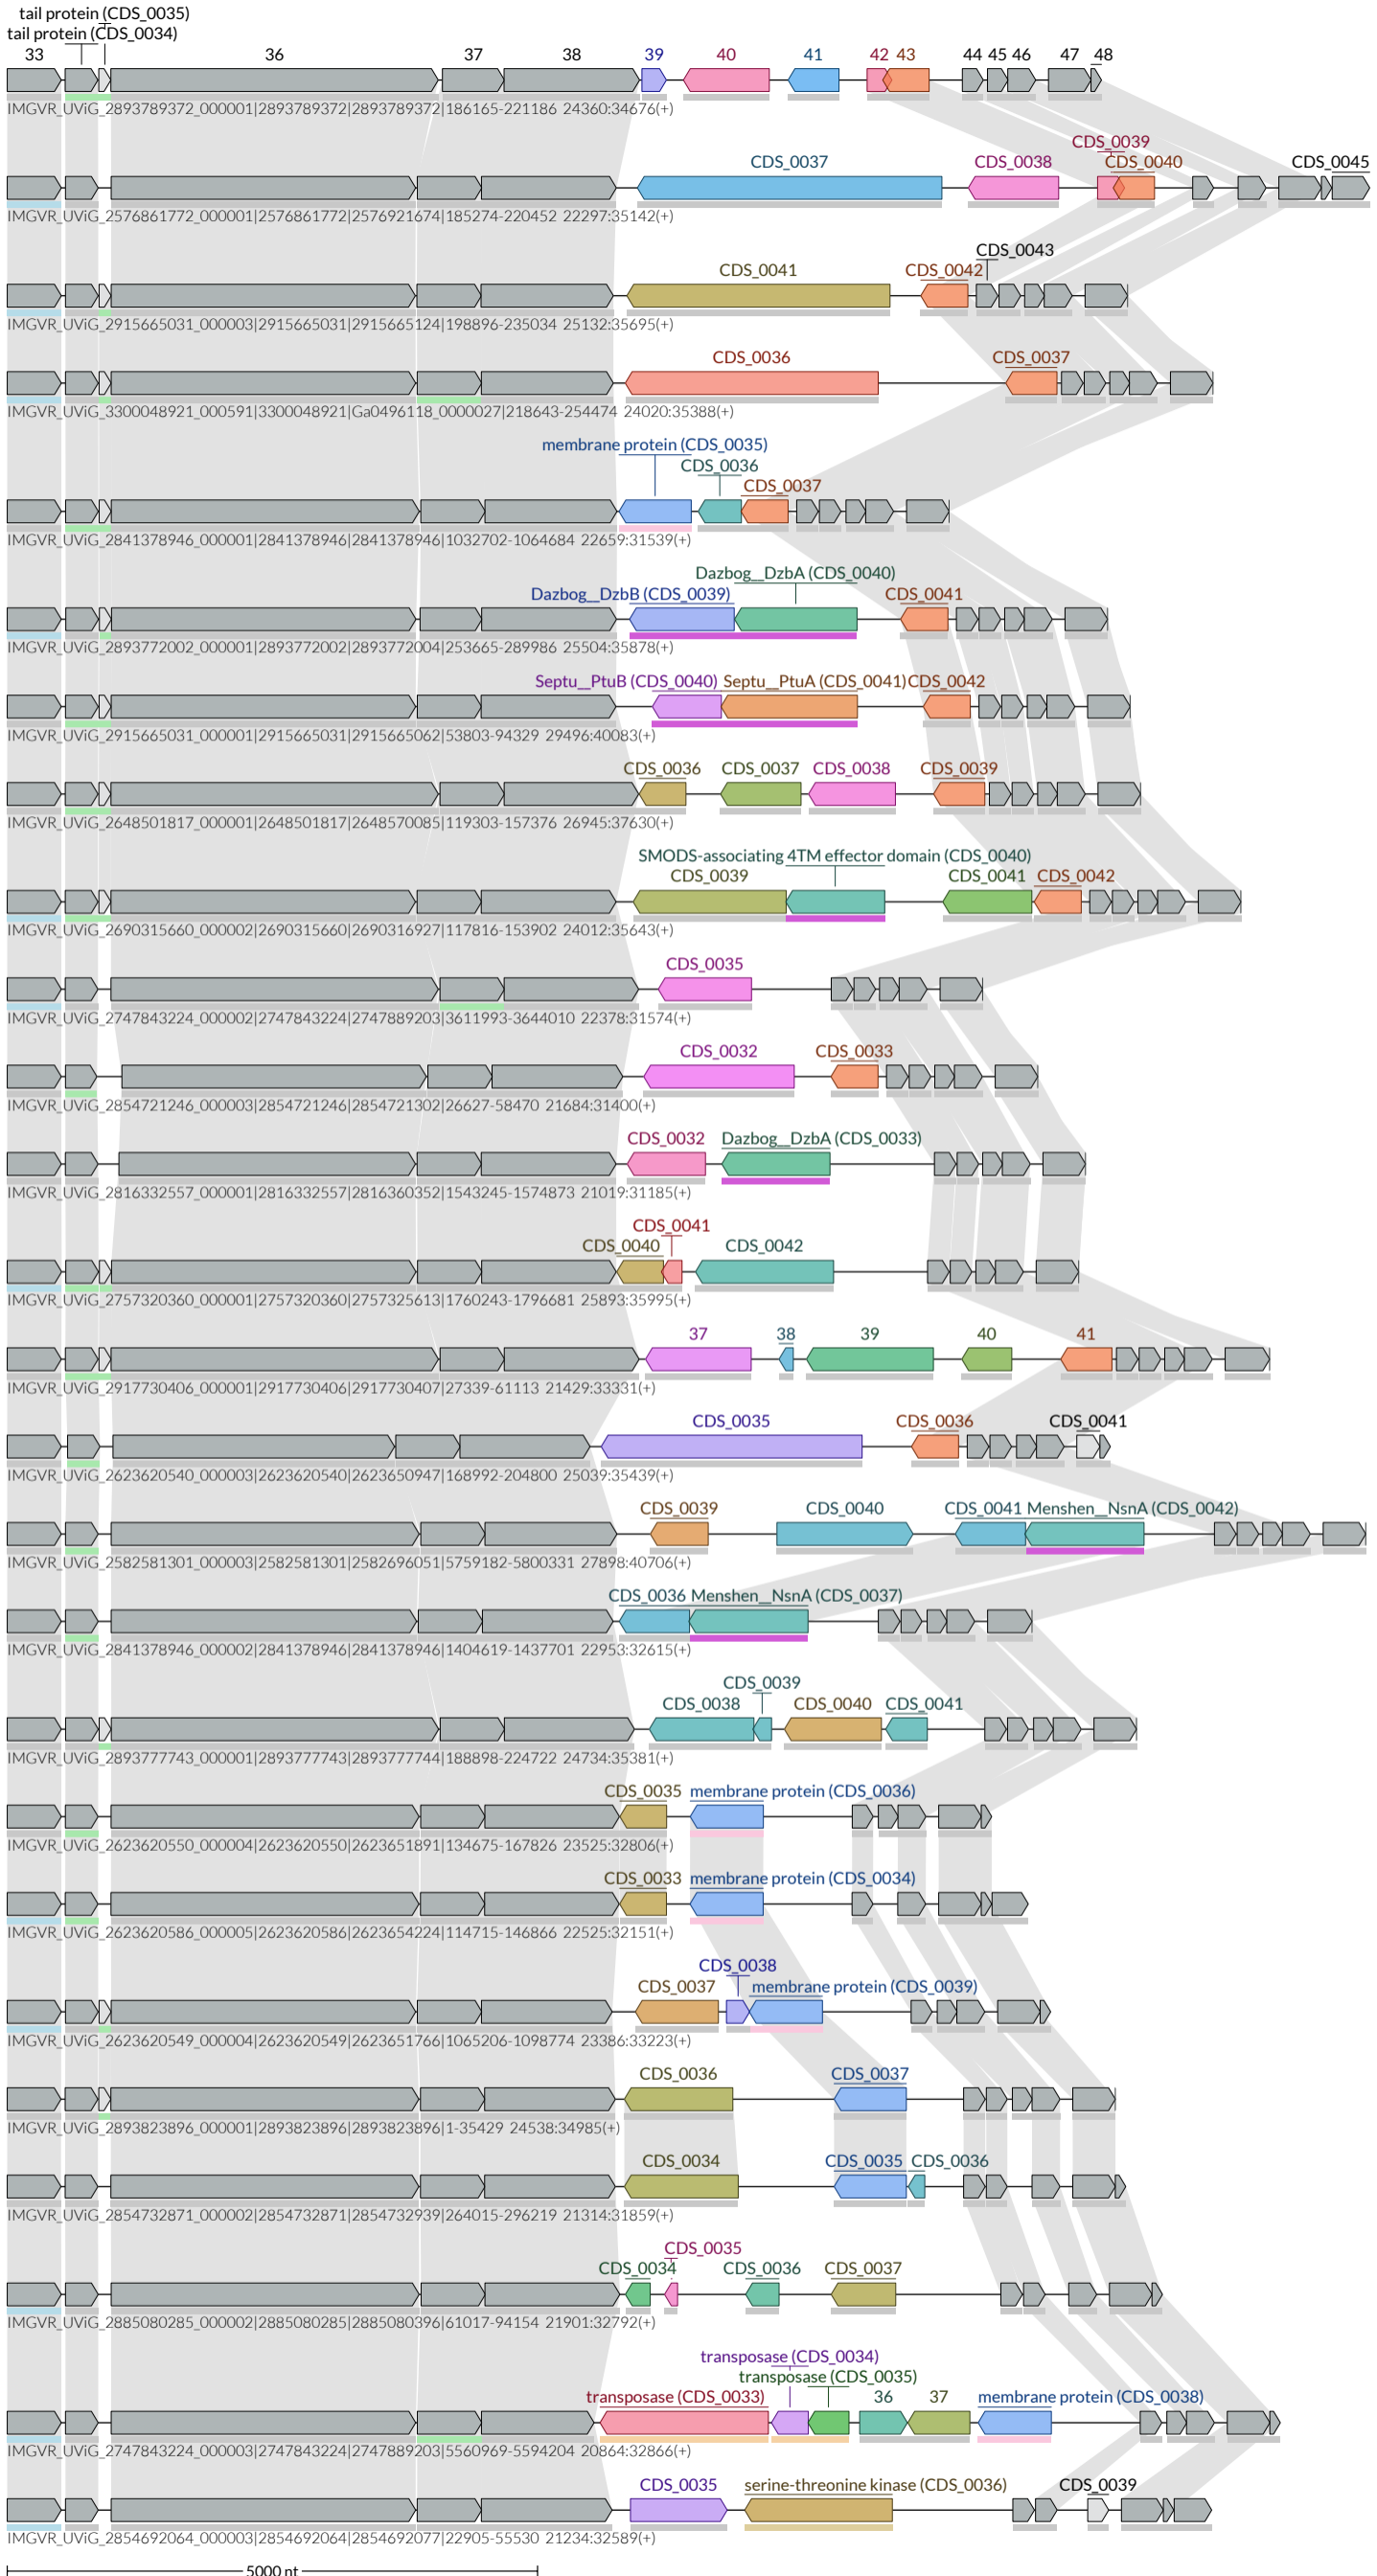 tail protein (CDS_0035)
tail protein (CDS_0034)
33 36 37 38 39 40 41 42 43 44 45 46 47 48
IMGVR_UViG_2893789372_000001|2893789372|2893789372|186165-221186 24360:34676(+)
CDS_0039
CDS_0037 CDS_0038 CDS_0040 CDS_0045
IMGVR_UViG_2576861772_000001|2576861772|2576921674|185274-220452 22297:35142(+)
CDS_0043
CDS_0041 CDS_0042
IMGVR_UViG_2915665031_000003|2915665031|2915665124|198896-235034 25132:35695(+)
CDS_0036 CDS_0037
IMGVR_UViG_3300048921_000591|3300048921|Ga0496118_0000027|218643-254474 24020:35388(+)
membrane protein (CDS_0035)
CDS_0036
CDS_0037
IMGVR_UViG_2841378946_000001|2841378946|2841378946|1032702-1064684 22659:31539(+)
Dazbog__DzbA (CDS_0040)
Dazbog__DzbB (CDS_0039) CDS_0041
IMGVR_UViG_2893772002_000001|2893772002|2893772004|253665-289986 25504:35878(+)
Septu__PtuB (CDS_0040) Septu__PtuA (CDS_0041) CDS_0042
IMGVR_UViG_2915665031_000001|2915665031|2915665062|53803-94329 29496:40083(+)
CDS_0036 CDS_0037 CDS_0038 CDS_0039
IMGVR_UViG_2648501817_000001|2648501817|2648570085|119303-157376 26945:37630(+)
SMODS-associating 4TM effector domain (CDS_0040)
CDS_0039 CDS_0041 CDS_0042
IMGVR_UViG_2690315660_000002|2690315660|2690316927|117816-153902 24012:35643(+)
CDS_0035
IMGVR_UViG_2747843224_000002|2747843224|2747889203|3611993-3644010 22378:31574(+)
CDS_0032 CDS_0033
IMGVR_UViG_2854721246_000003|2854721246|2854721302|26627-58470 21684:31400(+)
CDS_0032 Dazbog__DzbA (CDS_0033)
IMGVR_UViG_2816332557_000001|2816332557|2816360352|1543245-1574873 21019:31185(+)
CDS_0041
CDS_0040 CDS_0042
IMGVR_UViG_2757320360_000001|2757320360|2757325613|1760243-1796681 25893:35995(+)
37 38 39 40 41
IMGVR_UViG_2917730406_000001|2917730406|2917730407|27339-61113 21429:33331(+)
CDS_0035 CDS_0036 CDS_0041
IMGVR_UViG_2623620540_000003|2623620540|2623650947|168992-204800 25039:35439(+)
CDS_0039 CDS_0040 CDS_0041 Menshen__NsnA (CDS_0042)
IMGVR_UViG_2582581301_000003|2582581301|2582696051|5759182-5800331 27898:40706(+)
CDS_0036 Menshen__NsnA (CDS_0037)
IMGVR_UViG_2841378946_000002|2841378946|2841378946|1404619-1437701 22953:32615(+)
CDS_0039
CDS_0038 CDS_0040 CDS_0041
IMGVR_UViG_2893777743_000001|2893777743|2893777744|188898-224722 24734:35381(+)
CDS_0035 membrane protein (CDS_0036)
IMGVR_UViG_2623620550_000004|2623620550|2623651891|134675-167826 23525:32806(+)
CDS_0033 membrane protein (CDS_0034)
IMGVR_UViG_2623620586_000005|2623620586|2623654224|114715-146866 22525:32151(+)
CDS_0038
CDS_0037 membrane protein (CDS_0039)
IMGVR_UViG_2623620549_000004|2623620549|2623651766|1065206-1098774 23386:33223(+)
CDS_0036 CDS_0037
IMGVR_UViG_2893823896_000001|2893823896|2893823896|1-35429 24538:34985(+)
CDS_0034 CDS_0035 CDS_0036
IMGVR_UViG_2854732871_000002|2854732871|2854732939|264015-296219 21314:31859(+)
CDS_0035
CDS_0034 CDS_0036 CDS_0037
IMGVR_UViG_2885080285_000002|2885080285|2885080396|61017-94154 21901:32792(+)
transposase (CDS_0034)
transposase (CDS_0035)
transposase (CDS_0033) 36 37 membrane protein (CDS_0038)
IMGVR_UViG_2747843224_000003|2747843224|2747889203|5560969-5594204 20864:32866(+)
CDS_0035 serine-threonine kinase (CDS_0036) CDS_0039
IMGVR_UViG_2854692064_000003|2854692064|2854692077|22905-55530 21234:32589(+)
5000 nt